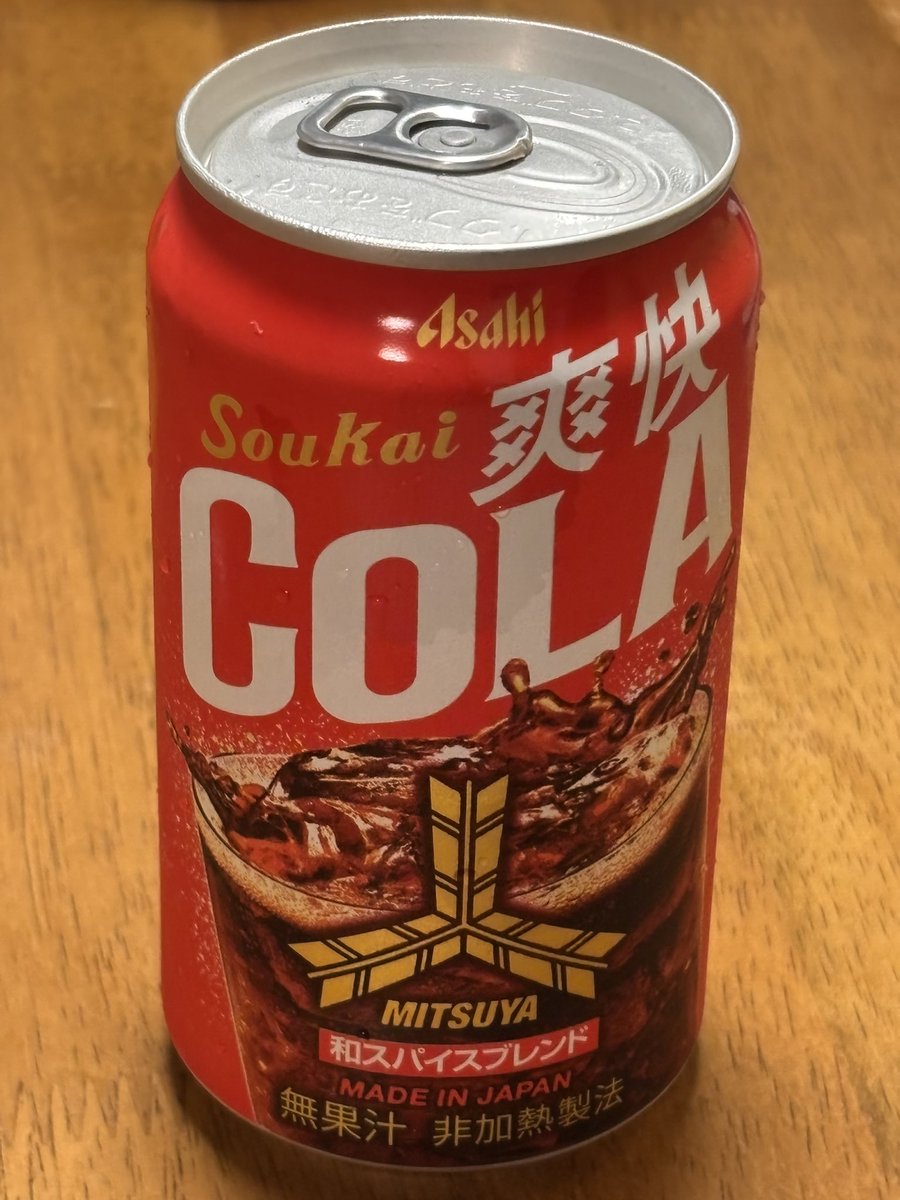 Asahi
Soukai 爽快
COLA
MITSUYA
和スパイスブレンド
MADE IN JAPAN
無果汁 非加熱製法